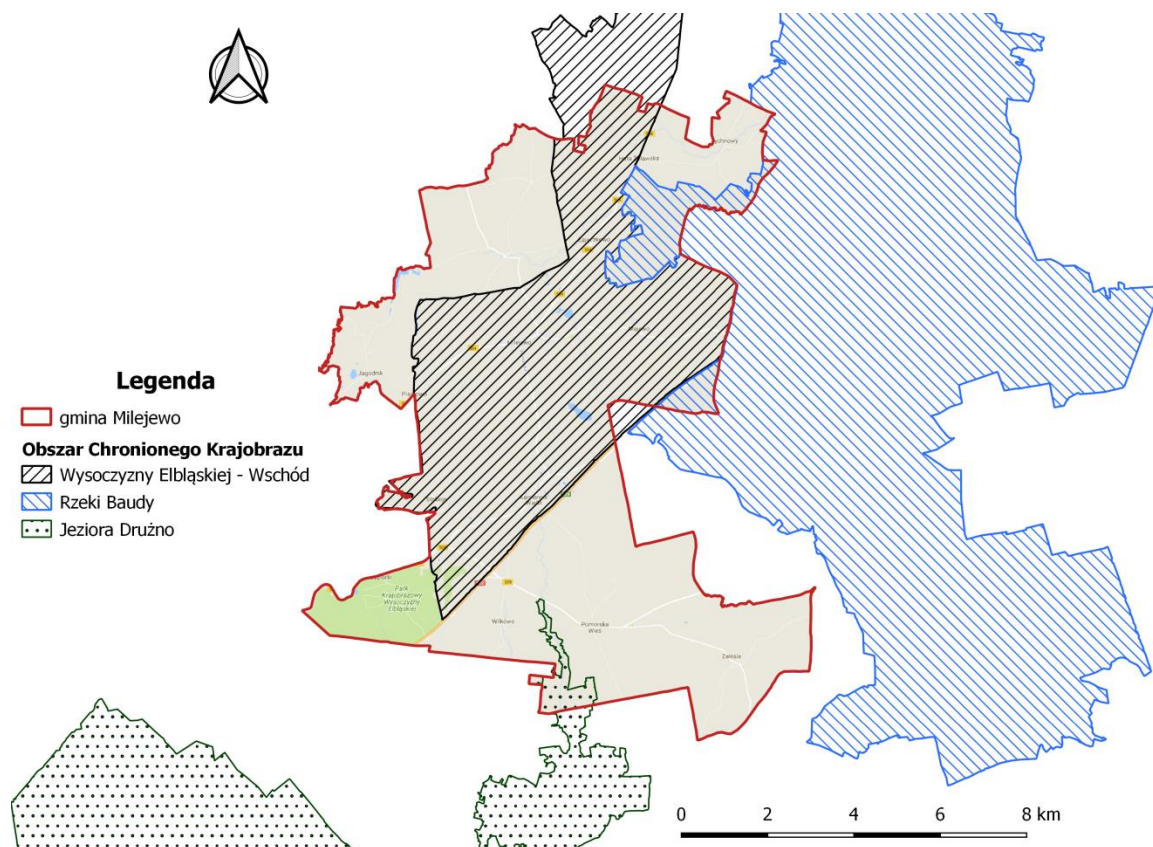 Jagodnik
Wilkowo
Pomorska
Wieś
Zalesie
Park
Krajobrazowy
Wysoczyzny
Elbląskiej
Legenda
gmina Milejewo
Obszar Chronionego Krajobrazu
Wysoczyzny Elbląskiej - Wschód
Rzeki Baudy
Jeziora Drużno
0 2 4 6 8 km